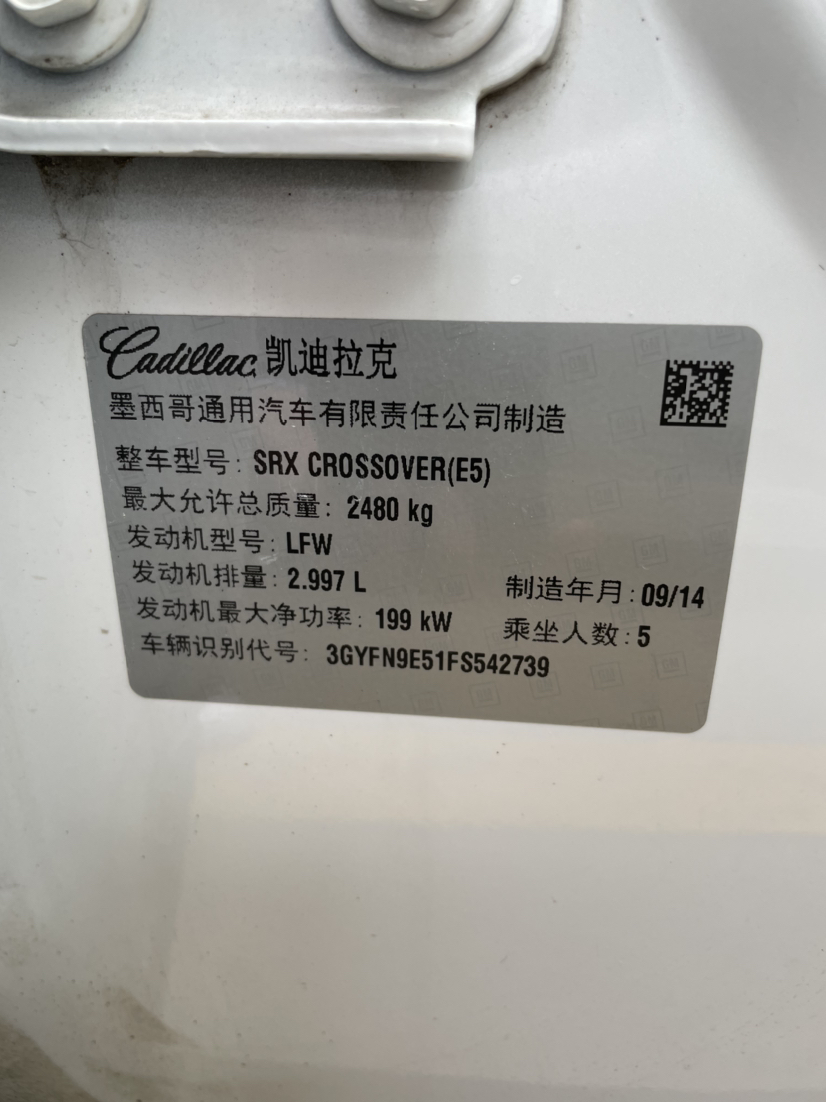 Cadillac 凯迪拉克
墨西哥通用汽车有限责任公司制造
整车型号: SRX CROSSOVER(E5)
最大允许总质量: 2480 kg
发动机型号: LFW
发动机排量: 2.997 L 制造年月: 09/14
发动机最大净功率: 199 kW 乘坐人数: 5
车辆识别代号: 3GYFN9E51FS542739